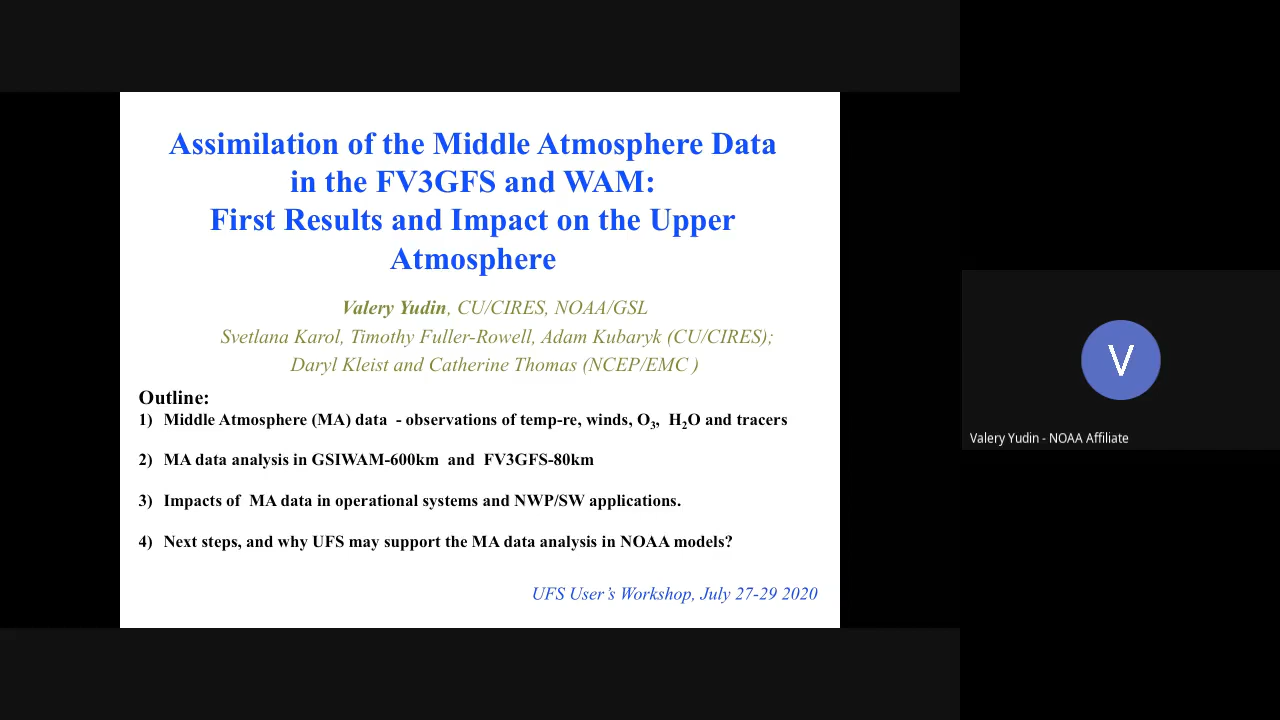 Assimilation of the Middle Atmosphere Data
in the FV3GFS and WAM:
First Results and Impact on the Upper
Atmosphere
Valery Yudin, CU/CIRES, NOAA/GSL
Svetlana Karol, Timothy Fuller-Rowell, Adam Kubaryk (CU/CIRES);
Daryl Kleist and Catherine Thomas (NCEP/EMC )
Outline:
1) Middle Atmosphere (MA) data - observations of temp-re, winds, O3, H2O and tracers
2) MA data analysis in GSIWAM-600km and FV3GFS-80km
3) Impacts of MA data in operational systems and NWP/SW applications.
4) Next steps, and why UFS may support the MA data analysis in NOAA models?
UFS User’s Workshop, July 27-29 2020
V
Valery Yudin - NOAA Affiliate